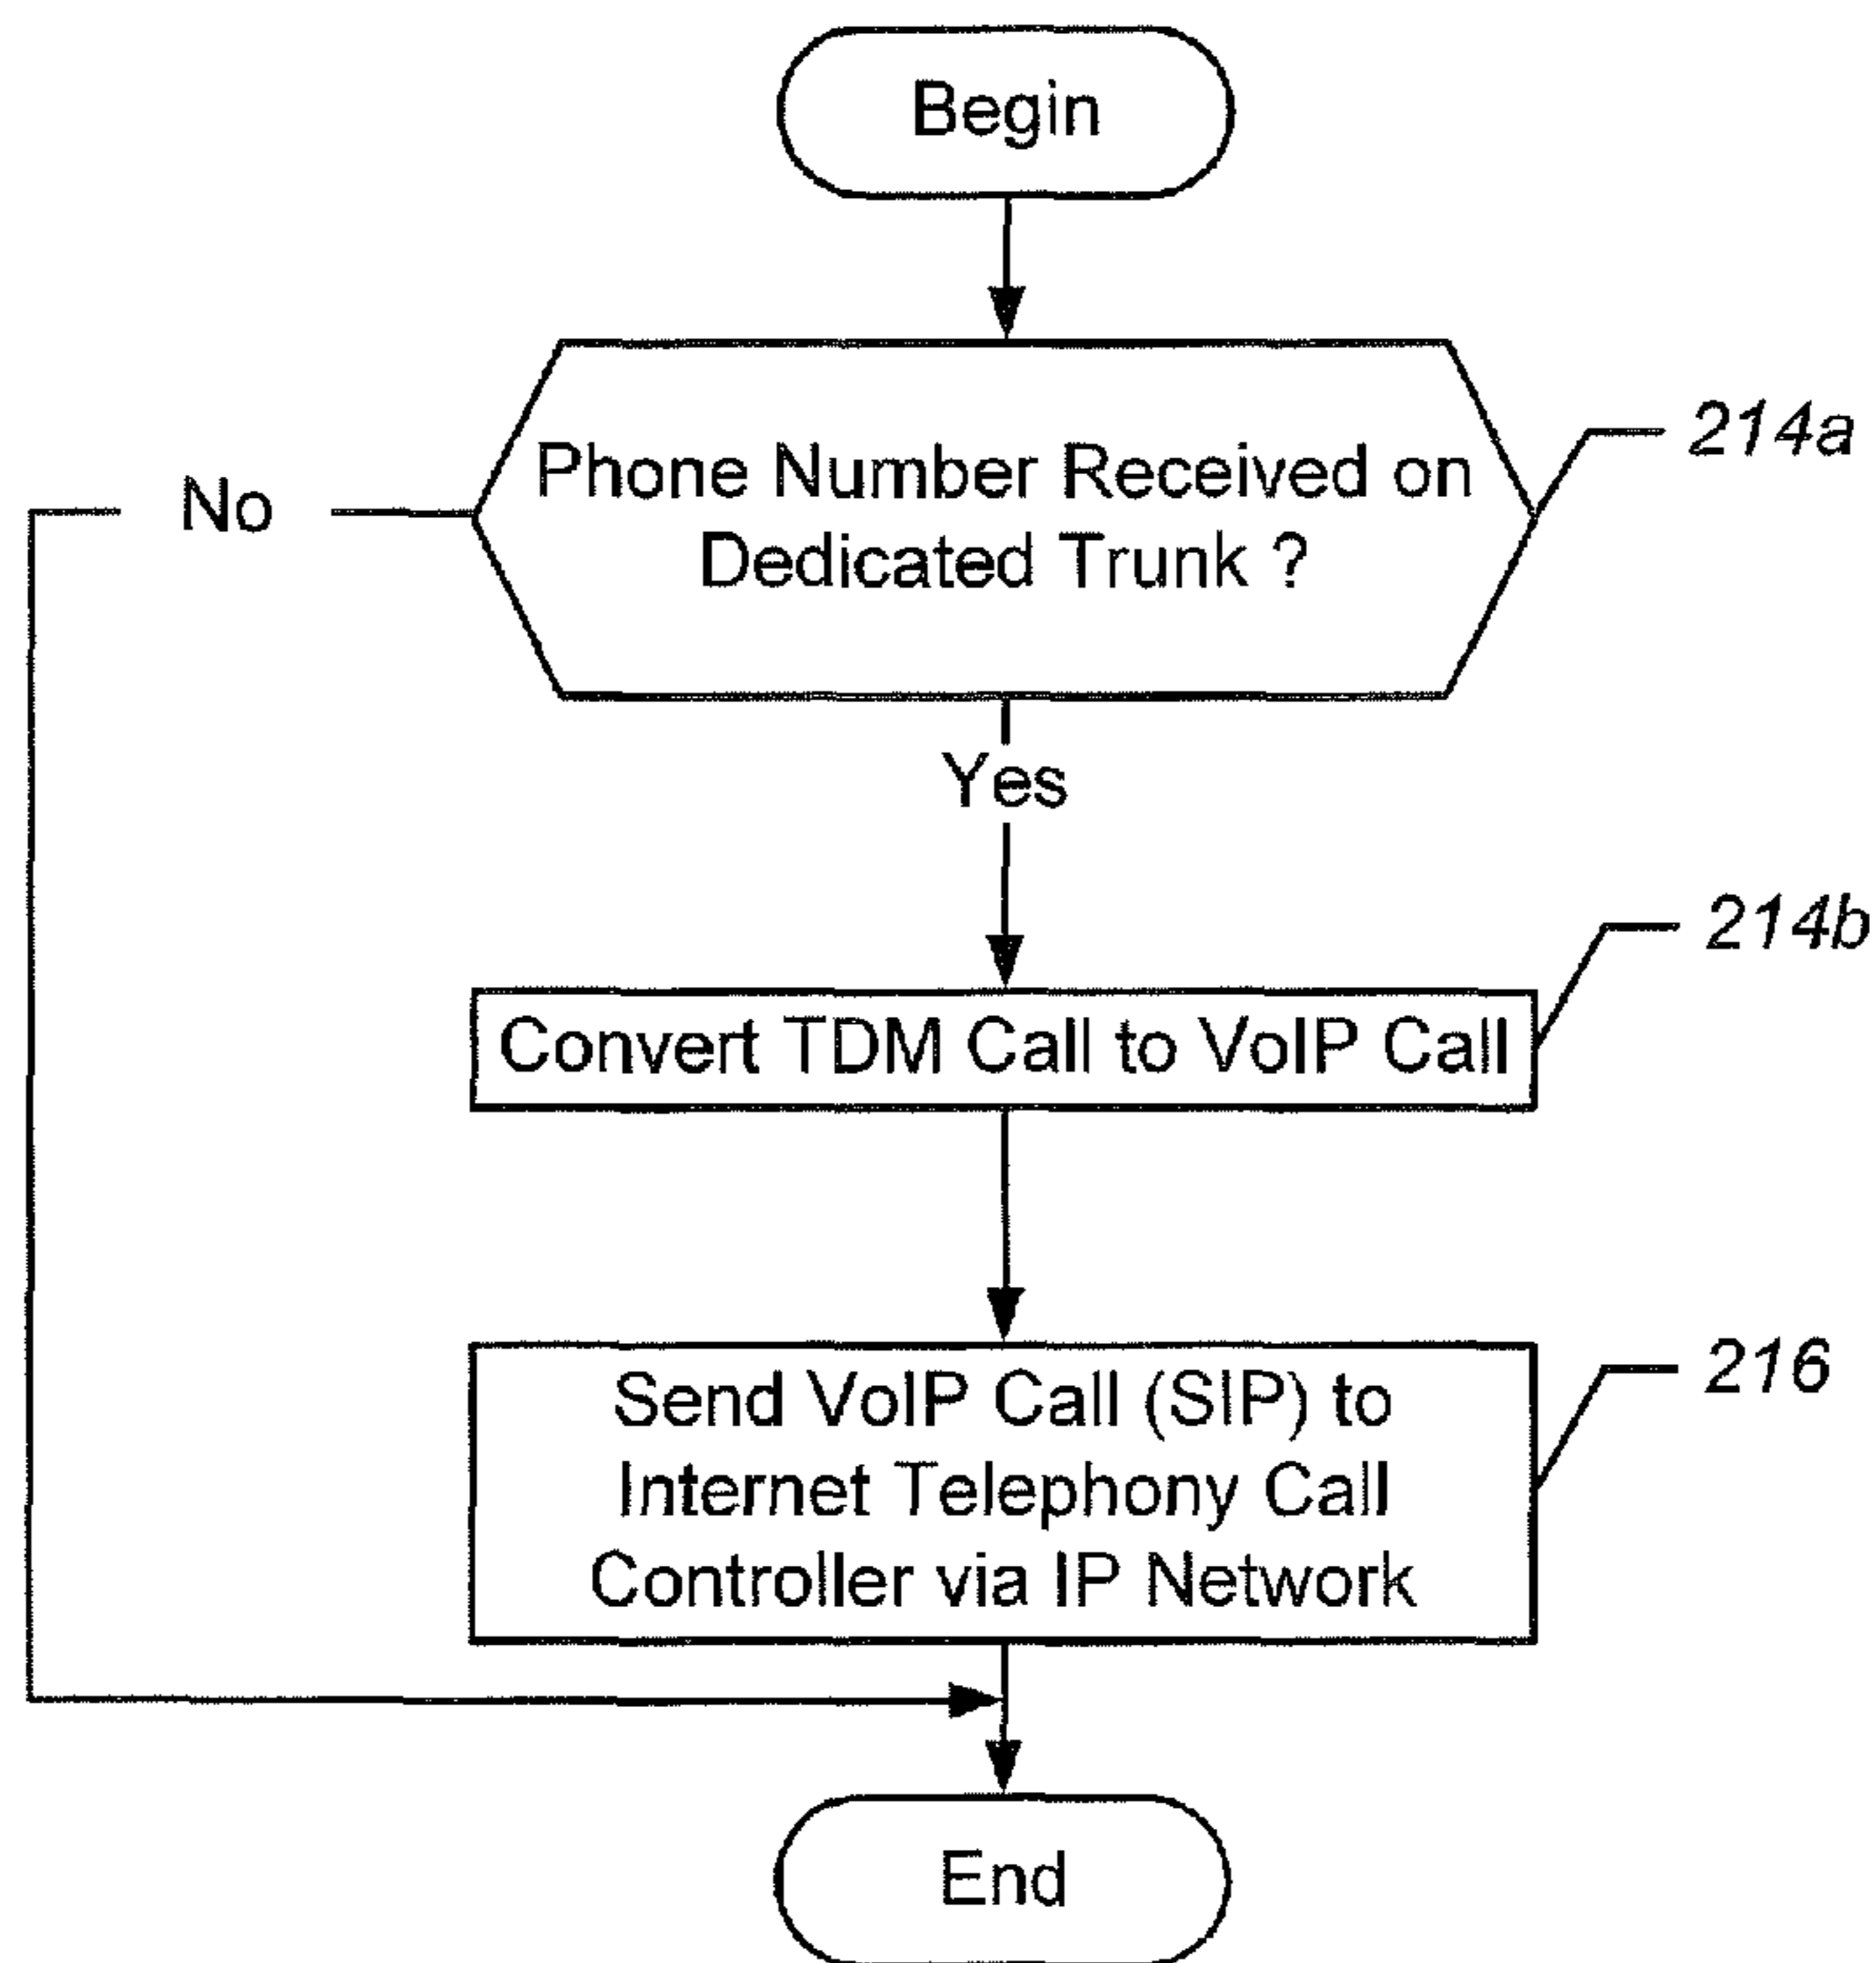 Begin
Phone Number Received on
Dedicated Trunk ?
214a
No
Yes
214b
Convert TDM Call to VoIP Call
Send VoIP Call (SIP) to
Internet Telephony Call
Controller via IP Network
216
End